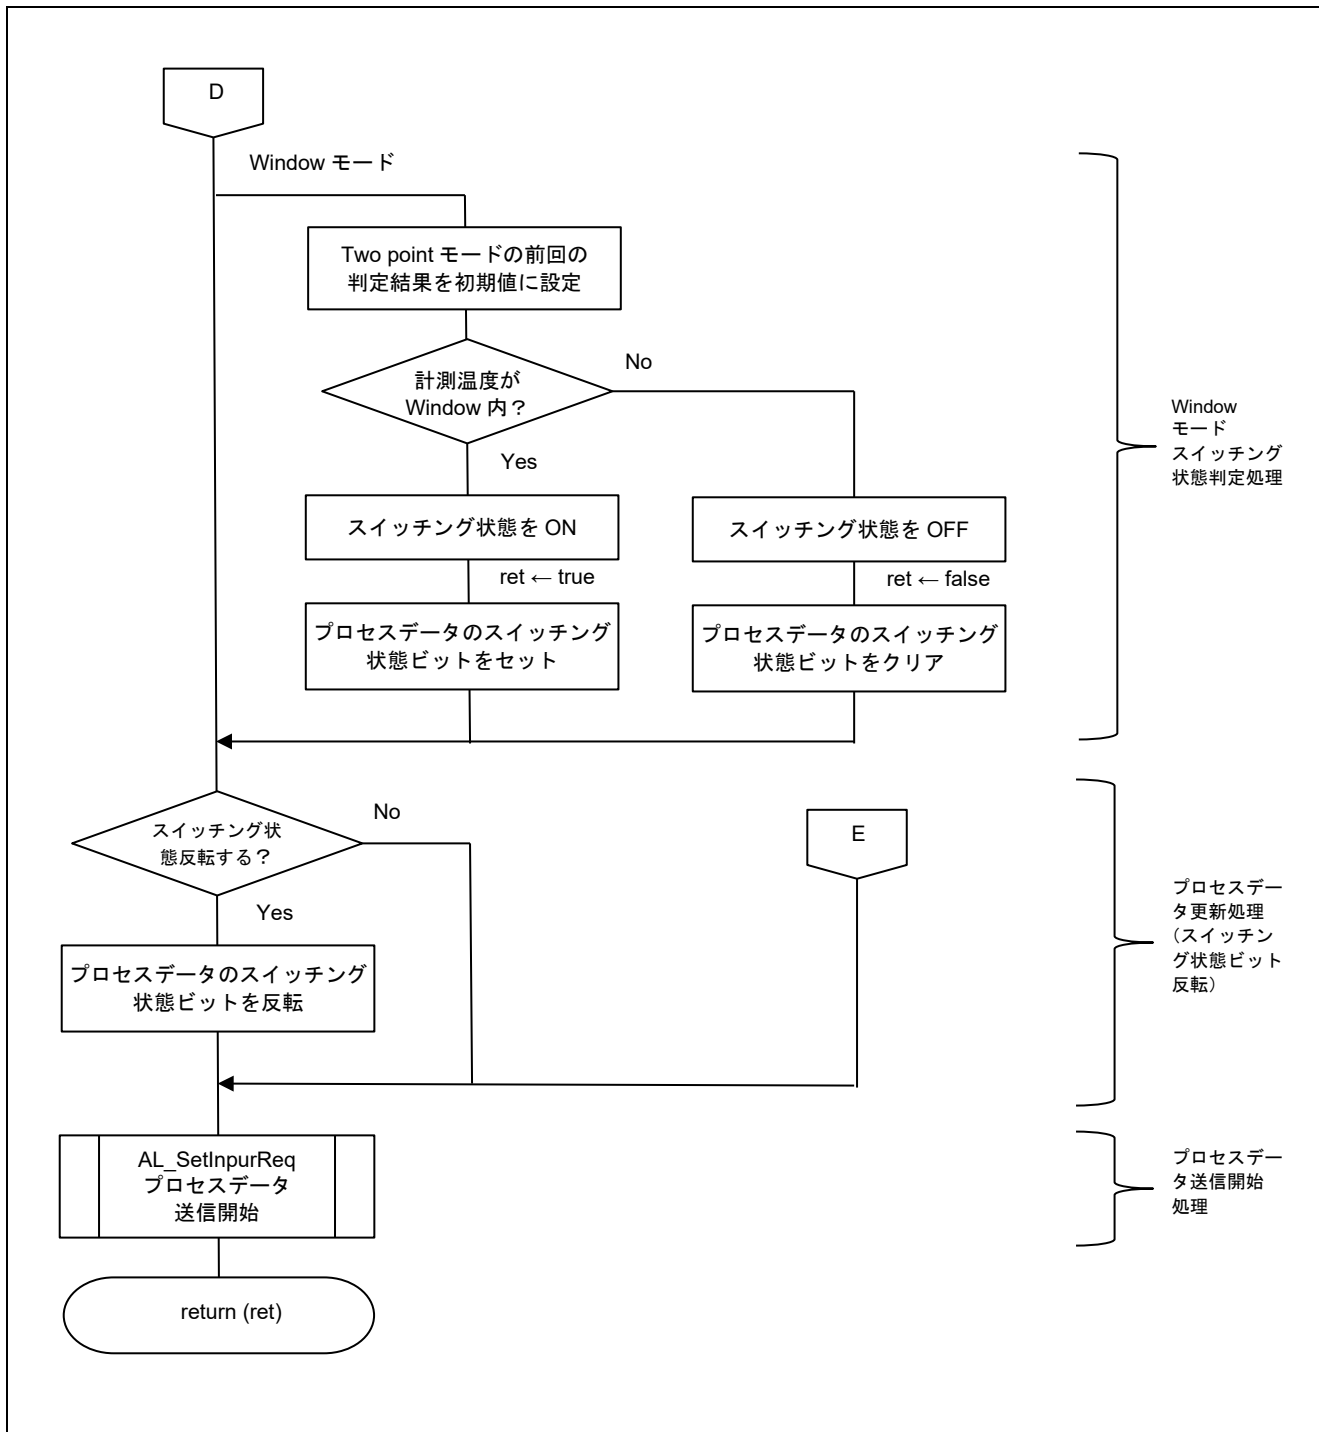 D
Window モード
Two point モードの前回の
判定結果を初期値に設定
計測温度が
Window 内？
No
Yes
スイッチング状態を ON
スイッチング状態を OFF
ret ← true
ret ← false
プロセスデータのスイッチング
状態ビットをセット
プロセスデータのスイッチング
状態ビットをクリア
Window
モード
スイッチング
状態判定処理
スイッチング状
態反転する？
No
Yes
E
プロセスデータのスイッチング
状態ビットを反転
プロセスデー
タ更新処理
（スイッチン
グ状態ビット
反転）
AL_SetInpurReq
プロセスデータ
送信開始
プロセスデー
タ送信開始
処理
return (ret)